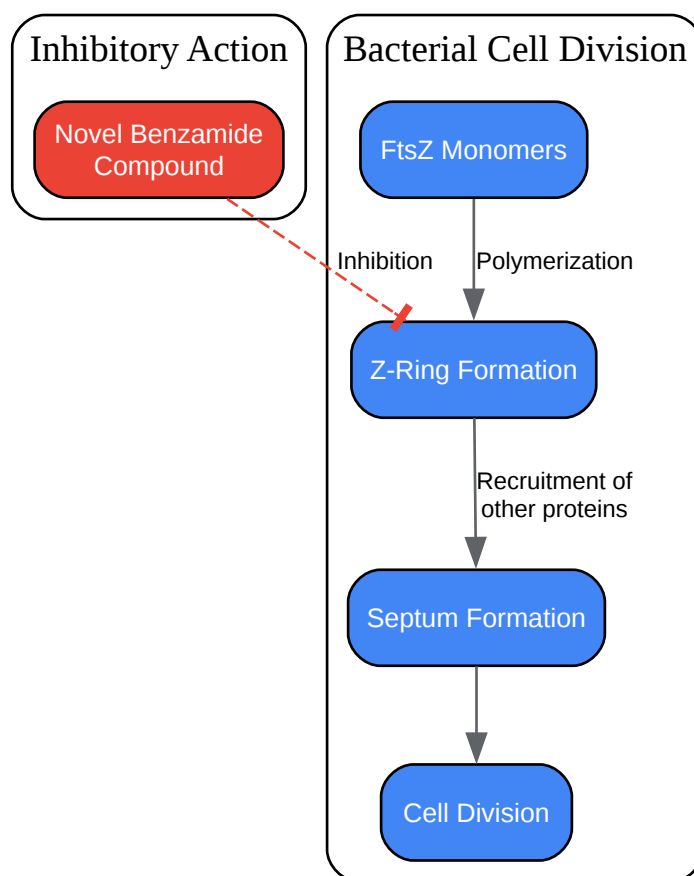 Inhibitory Action
Novel Benzamide
Compound
Bacterial Cell Division
FtsZ Monomers
Inhibition
Polymerization
Z-Ring Formation
Recruitment of
other proteins
Septum Formation
Cell Division